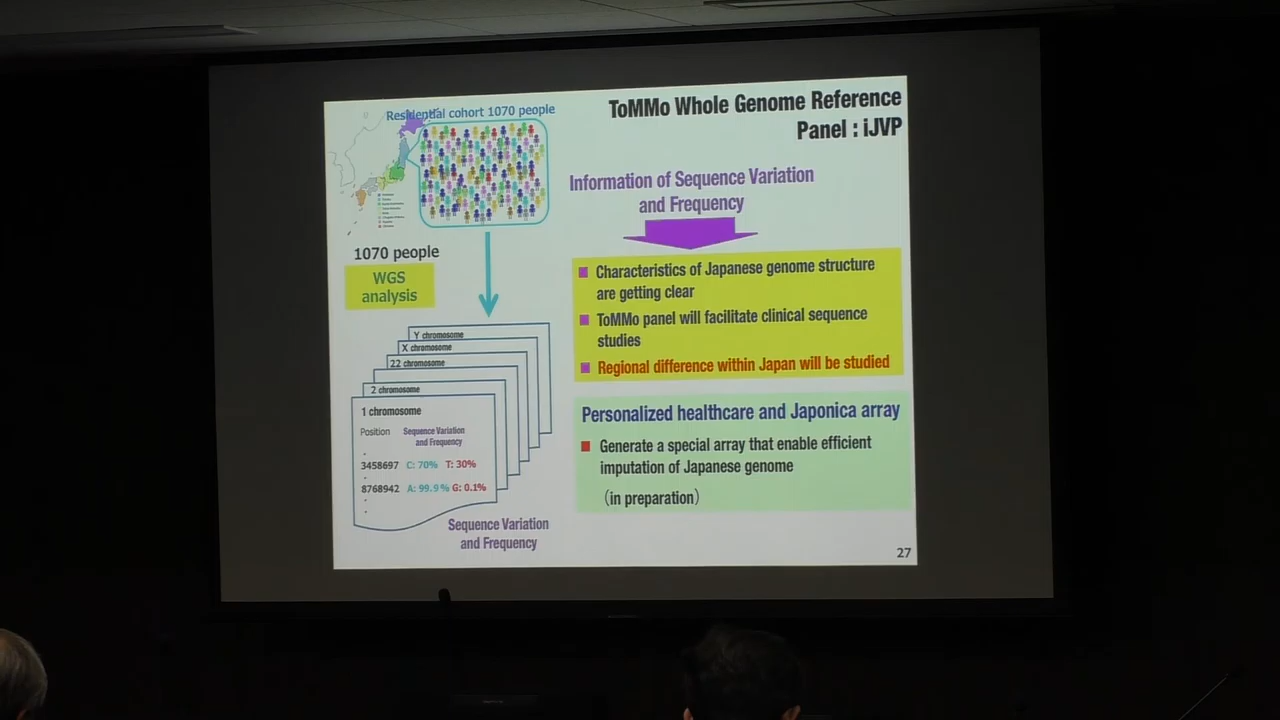 ToMMo Whole Genome Reference
Panel : iJVP
Residential cohort 1070 people
1070 people
WGS
analysis
Y chromosome
X chromosome
22 chromosome
2 chromosome
1 chromosome
Position
Sequence Variation
and Frequency
3458697 C: 70% T: 30%
8768942 A: 99.9% G: 0.1%
Sequence Variation
and Frequency
Information of Sequence Variation
and Frequency
Characteristics of Japanese genome structure
are getting clear
ToMMo panel will facilitate clinical sequence
studies
Regional difference within Japan will be studied
Personalized healthcare and Japonica array
Generate a special array that enable efficient
imputation of Japanese genome
(in preparation)
27